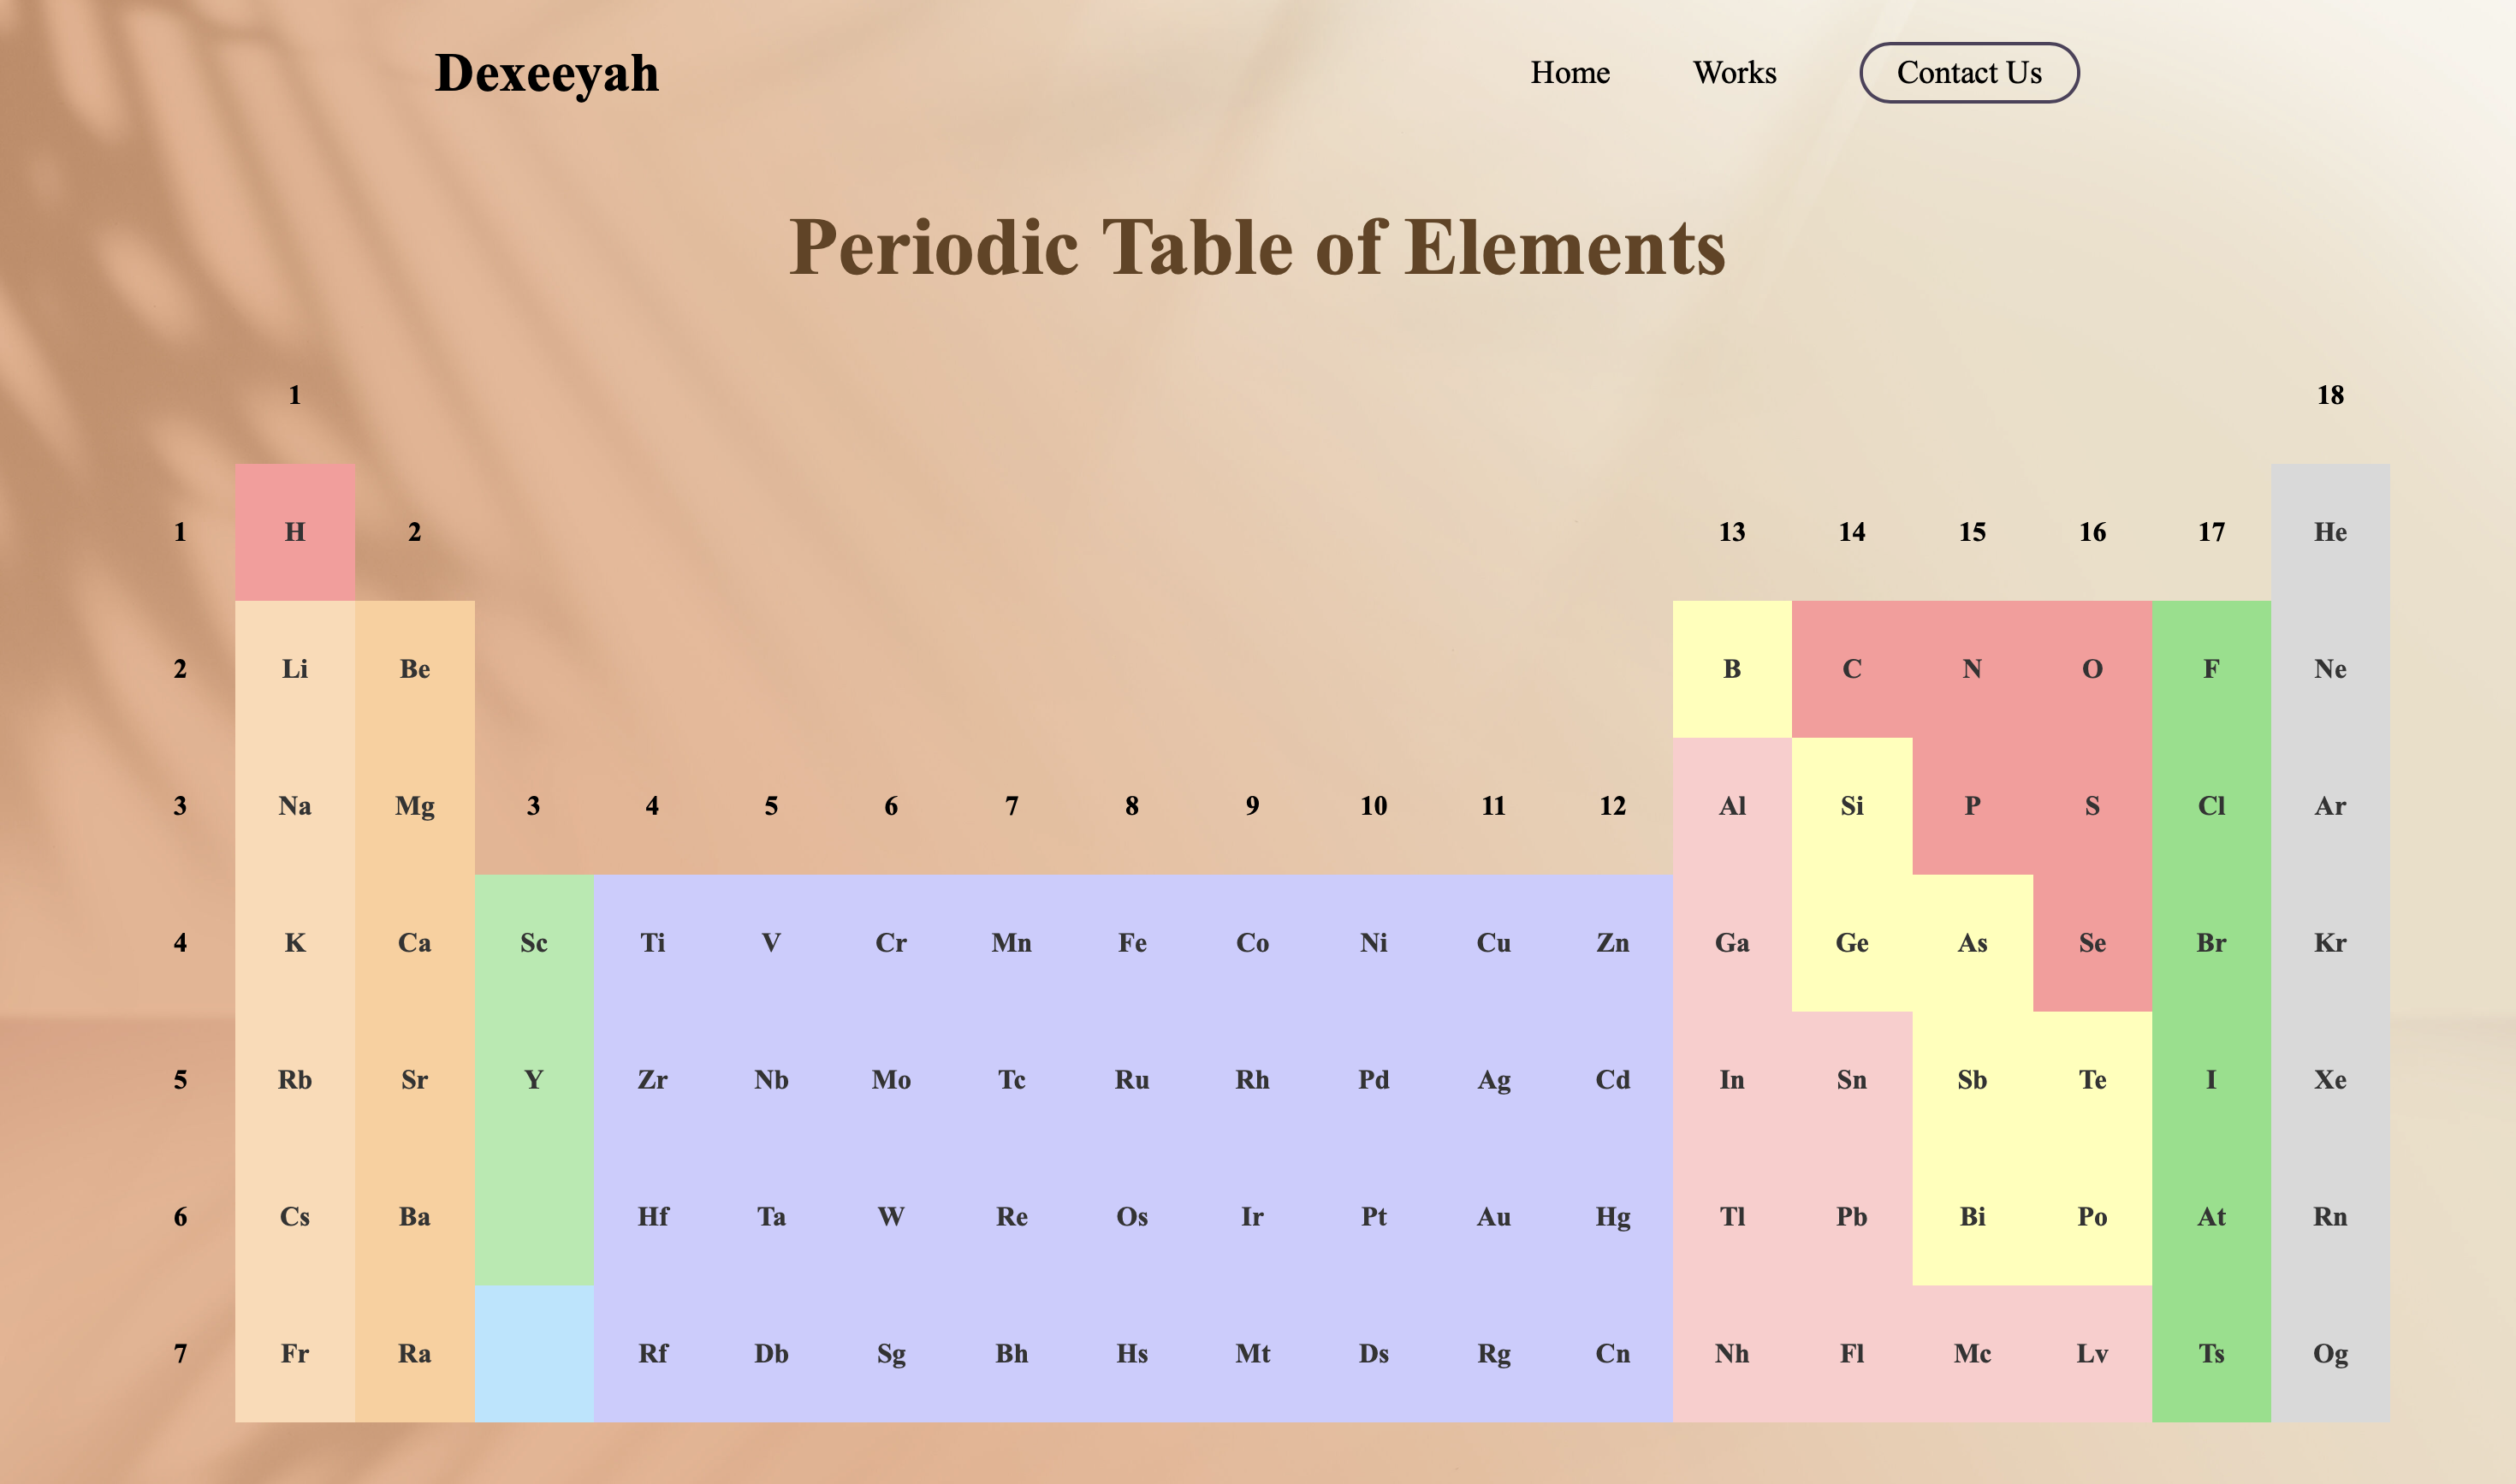 Dexeeyah Home Works Contact Us
Periodic Table of Elements
1 18
1 H 2 13 14 15 16 17 He
2 Li Be B C N O F Ne
3 Na Mg 3 4 5 6 7 8 9 10 11 12 Al Si P S Cl Ar
4 K Ca Sc Ti V Cr Mn Fe Co Ni Cu Zn Ga Ge As Se Br Kr
5 Rb Sr Y Zr Nb Mo Tc Ru Rh Pd Ag Cd In Sn Sb Te I Xe
6 Cs Ba Hf Ta W Re Os Ir Pt Au Hg Tl Pb Bi Po At Rn
7 Fr Ra Rf Db Sg Bh Hs Mt Ds Rg Cn Nh Fl Mc Lv Ts Og